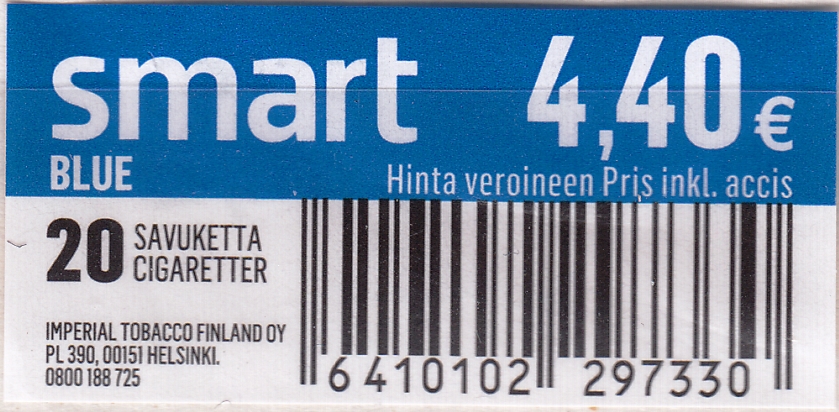 smart
4,40€
BLUE
Hinta veroineen Pris inkl. accis
20 SAVUKETTA
CIGARETTER
IMPERIAL TOBACCO FINLAND OY
PL 390, 00151 HELSINKI.
0800 188 725
6 410102 297330